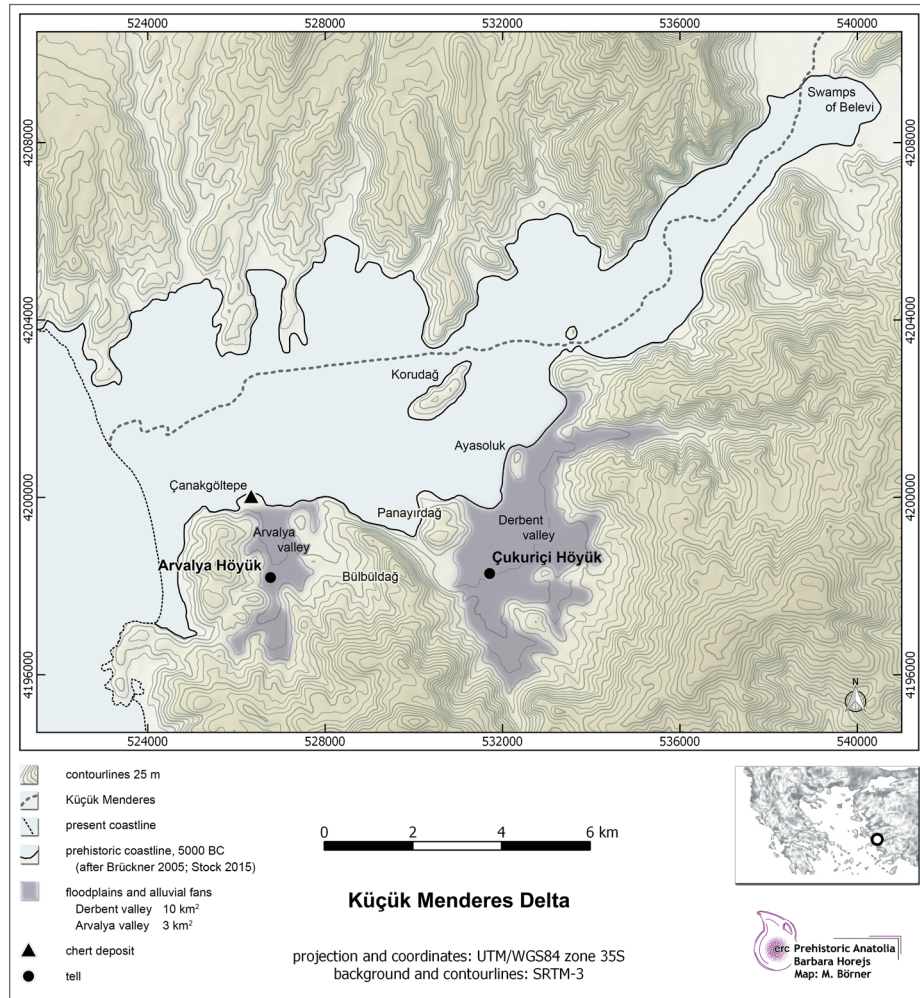 524000 528000 532000 536000 540000
Swamps
of Belevi
4208000 4208000
4204000 4204000
Korudağ
Ayasoluk
Çanakgöltepe
4200000 4200000
Panayırdağ
Derbent
valley
Arvalya
valley
Çukuriçi Höyük
Arvalya Höyük
Bülbüldağ
4196000 4196000
N
524000 528000 532000 536000 540000
contourlines 25 m
Küçük Menderes
present coastline
prehistoric coastline, 5000 BC
(after Brückner 2005; Stock 2015)
floodplains and alluvial fans
Derbent valley 10 km²
Arvalya valley 3 km²
chert deposit
tell
0 2 4 6 km
Küçük Menderes Delta
projection and coordinates: UTM/WGS84 zone 35S
background and contourlines: SRTM-3
erc Prehistoric Anatolia
Barbara Horejs
Map: M. Börner